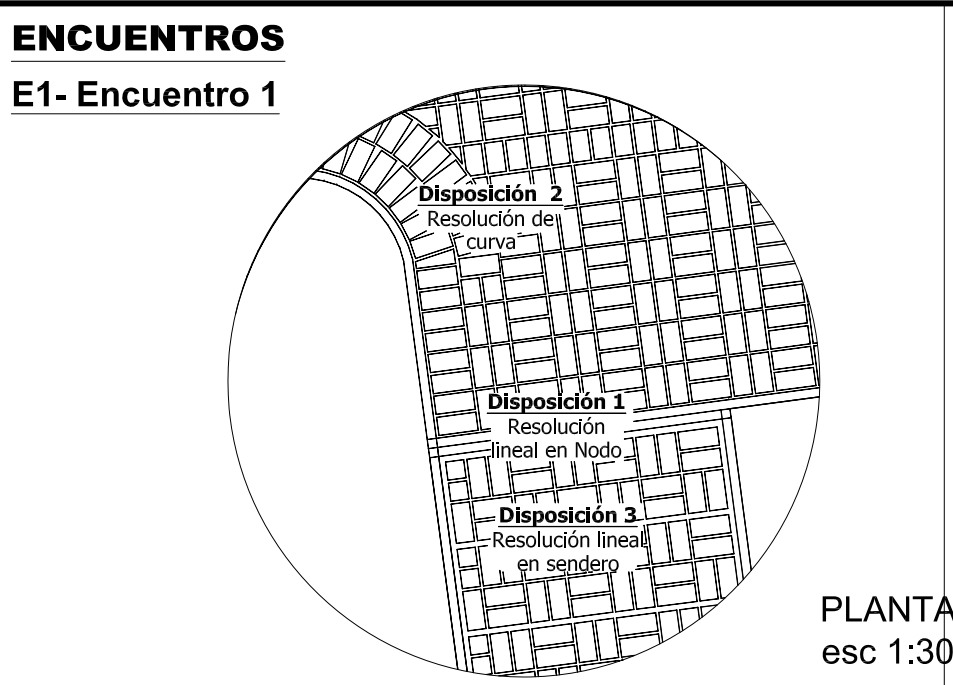 ENCUENTROS
E1- Encuentro 1
Disposición 2
Resolución de
curva
Disposición 1
Resolución
lineal en Nodo
Disposición 3
Resolución lineal
en sendero
PLANTA
esc 1:30